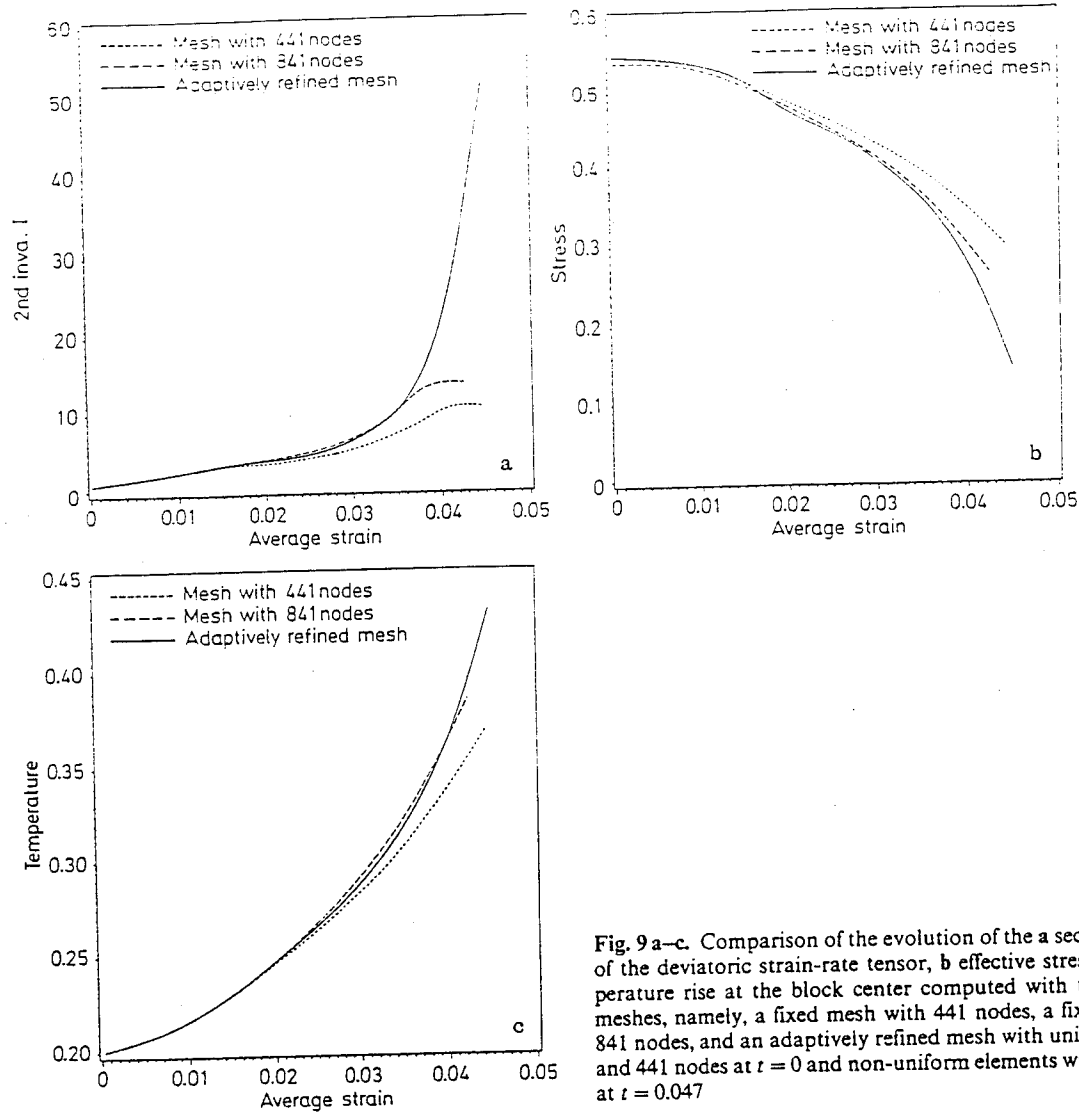 60
Mesh with 441 nodes
Mesh with 841 nodes
Adaptively refined mesh
50
40
30
20
10
0
2nd inva. I
a
0 0.01 0.02 0.03 0.04 0.05
Average strain
0.6
Mesh with 441 nodes
Mesh with 841 nodes
Adaptively refined mesh
0.5
0.4
0.3
0.2
0.1
0
Stress
b
0 0.01 0.02 0.03 0.04 0.05
Average strain
0.45
Mesh with 441 nodes
Mesh with 841 nodes
Adaptively refined mesh
0.40
0.35
0.30
0.25
0.20
Temperature
c
0 0.01 0.02 0.03 0.04 0.05
Average strain
Fig. 9 a–c. Comparison of the evolution of the a sec
of the deviatoric strain-rate tensor, b effective stres
perature rise at the block center computed with t
meshes, namely, a fixed mesh with 441 nodes, a fix
841 nodes, and an adaptively refined mesh with uni
and 441 nodes at t = 0 and non-uniform elements w
at t = 0.047